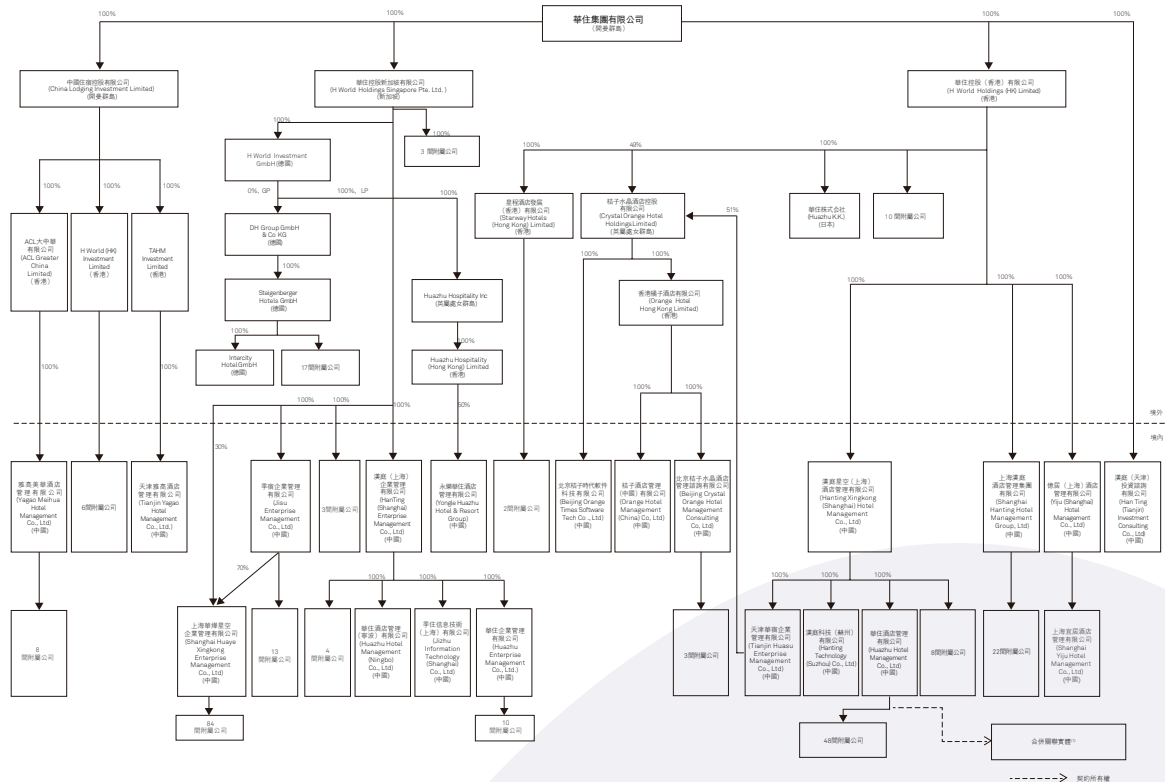 華住集團有限公司
(開曼群島)
100%
100%
100%
100%
中國住宿控股有限公司
(China Lodging Investment Limited)
(開曼群島)
華住控股新加坡有限公司
(H World Holdings Singapore Pte. Ltd. )
(新加坡)
華住控股（香港）有限公司
(H World Holdings (HK) Limited)
(香港)
100%
100%
3 間附屬公司
H World Investment
GmbH (德國)
100%
49%
100%
100%
100%
100%
100%
0%, GP
100%, LP
ACL大中華
有限公司
(ACL Greater
China
Limited)
(香港)
H World (HK)
Investment
Limited
(香港)
TAHM
Investment
Limited
(香港)
DH Group GmbH
& Co KG
(德國)
星程酒店發展
（香港）有限公司
(Starway Hotels
(Hong Kong) Limited)
(香港)
桔子水晶酒店控股
有限公司
(Crystal Orange Hotel
Holdings Limited)
(英屬處女群島)
51%
華住株式会社
(Huazhu K.K.)
(日本)
10 間附屬公司
100%
Steigenberger
Hotels GmbH
(德國)
Huazhu Hospitality Inc
(英屬處女群島)
100%
100%
香港橘子酒店有限公司
(Orange Hotel
Hong Kong Limited)
(香港)
100%
100%
100%
100%
100%
100%
Intercity
Hotel GmbH
(德國)
17間附屬公司
Huazhu Hospitality
(Hong Kong) Limited
(香港)
100%
100%
100%
100%
100%
100%
100%
50%
100%
100%
30%
境外
境內
雅高美華酒店
管理有限公司
(Yagao Meihua
Hotel
Management
Co., Ltd)
(中國)
6間附屬公司
天津雅高酒店
管理有限公司
(Tianjin Yagao
Hotel
Management
Co., Ltd.)
(中國)
季宿企業管理
有限公司
(Jisu
Enterprise
Management
Co., Ltd)
(中國)
3間附屬公司
漢庭（上海）
企業管理
有限公司
(HanTing
(Shanghai)
Enterprise
Management
Co., Ltd)
(中國)
永樂華住酒店
管理有限公司
(Yongle Huazhu
Hotel & Resort
Group)
(中國)
2間附屬公司
北京桔子時代軟件
科技有限公司
(Beijing Orange
Times Software
Tech Co ., Ltd)
(中國)
桔子酒店管理
(中國）有限公司
(Orange Hotel
Management
(China) Co, Ltd)
(中國)
北京桔子水晶酒店
管理諮詢有限公司
(Beijing Crystal
Orange Hotel
Management
Consulting
Co, Ltd)
(中國)
漢庭星空（上海）
酒店管理有限公司
(Hanting Xingkong
(Shanghai) Hotel
Management
Co., Ltd)
(中國)
上海漢庭
酒店管理集團
有限公司
(Shanghai
Hanting Hotel
Management
Group, Ltd)
(中國)
億居（上海）酒店
管理有限公司
(Yiju (Shanghai)
Hotel
Management
Co., Ltd)
(中國)
漢庭（天津）
投資諮詢
有限公司
(Han Ting
(Tianjin)
Investment
Consulting
Co., Ltd)
(中國)
70%
100%
100%
100%
100%
100%
100%
100%
8
間附屬公司
上海華燁星空
企業管理有限公司
(Shanghai Huaye
Xingkong
Enterprise
Management
Co., Ltd)
(中國)
13
間附屬公司
4
間附屬公司
華住酒店管理
（寧波）有限公司
(Huazhu Hotel
Management
(Ningbo)
Co., Ltd)
(中國)
季住信息技術
（上海）有限公司
(Jizhu
Information
Technology
(Shanghai)
Co., Ltd)
(中國)
華住企業管理
有限公司
(Huazhu
Enterprise
Management
Co., Ltd.)
(中國)
3間附屬公司
天津華宿企業
管理有限公司
(Tianjin Huasu
Enterprise
Management
Co., Ltd)
(中國)
漢庭科技（蘇州）
有限公司
(Hanting
Technology
(Suzhou) Co., Ltd)
(中國)
華住酒店管理
有限公司
(Huazhu Hotel
Management
Co., Ltd)
(中國)
8間附屬公司
22間附屬公司
上海宜居酒店
管理有限公司
(Shanghai
Yiju Hotel
Management
Co., Ltd)
(中國)
84
間附屬公司
10
間附屬公司
48間附屬公司
合併關聯實體⁽¹⁾
契約所有權